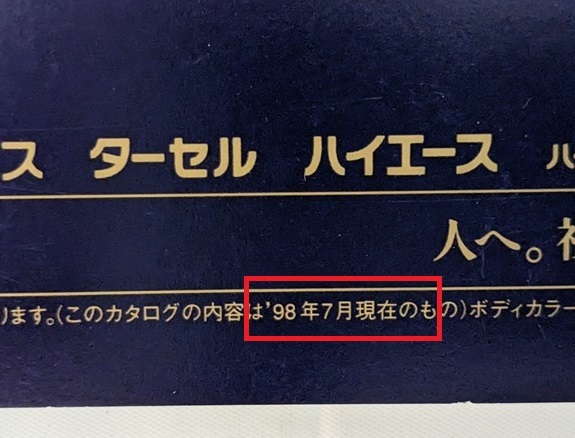 ス ターセル ハイエース ハ
人へ。社
ります。(このカタログの内容は'98年7月現在のもの)ボディカラー